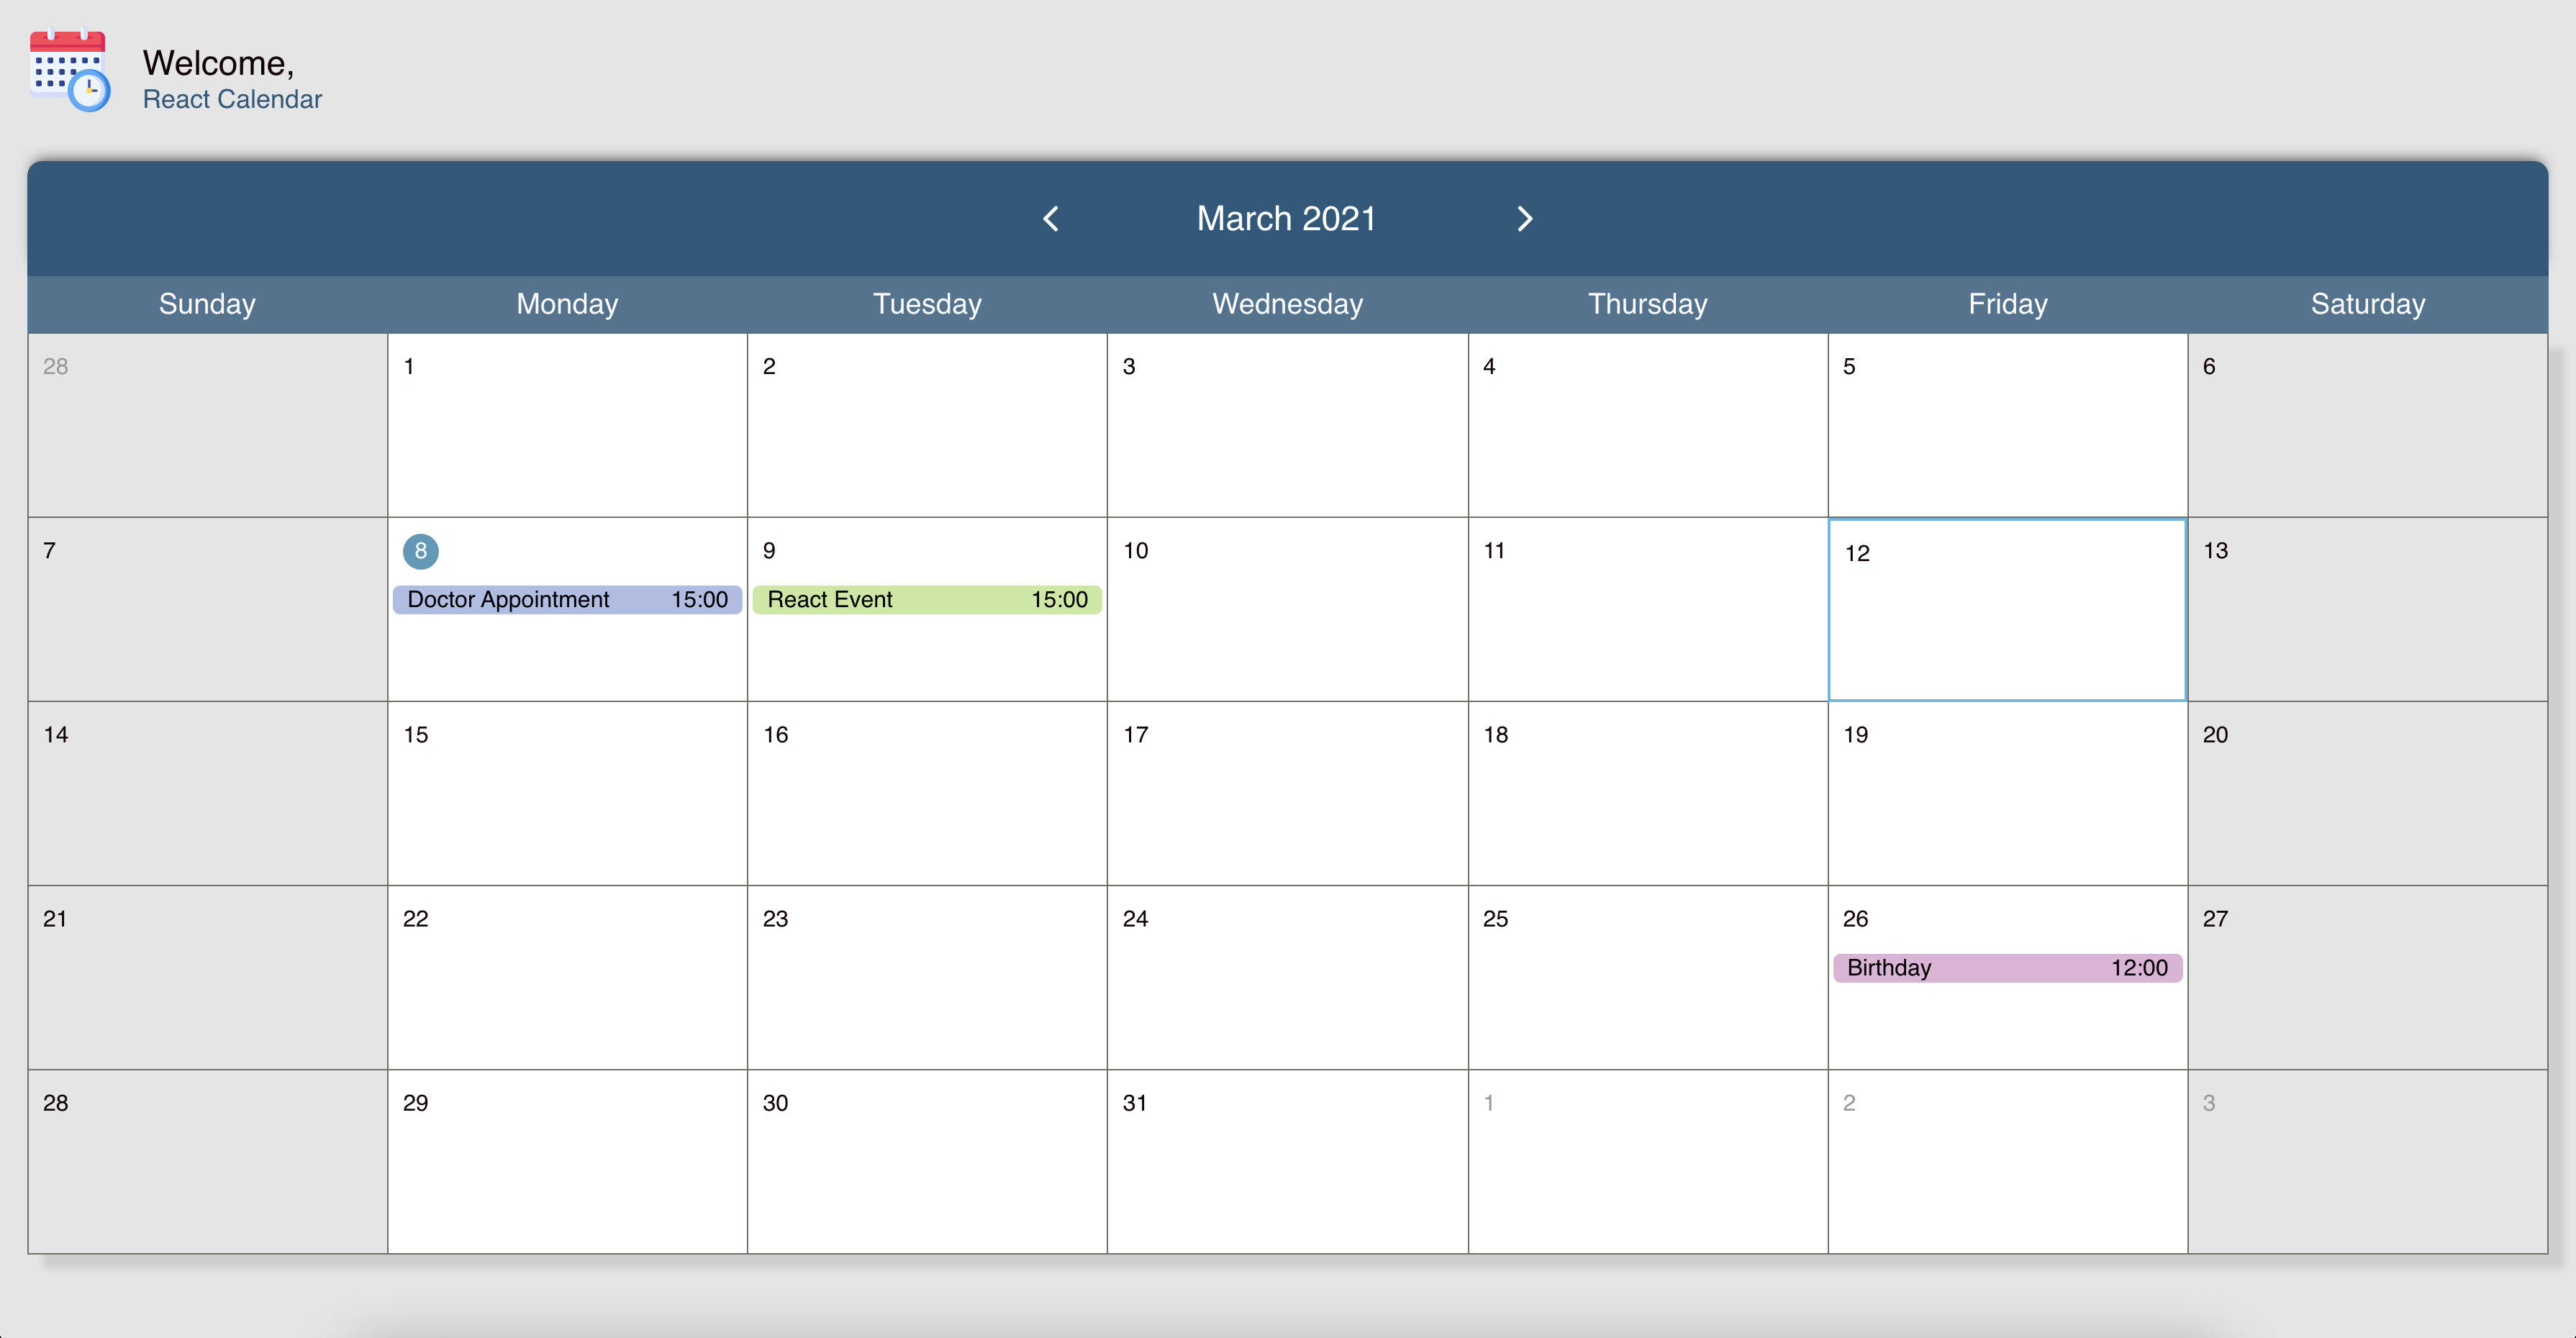 Welcome,
React Calendar
March 2021
Sunday Monday Tuesday Wednesday Thursday Friday Saturday
28 1 2 3 4 5 6
7 8 9 10 11 12 13
Doctor Appointment 15:00 React Event 15:00
14 15 16 17 18 19 20
21 22 23 24 25 26 27
Birthday 12:00
28 29 30 31 1 2 3